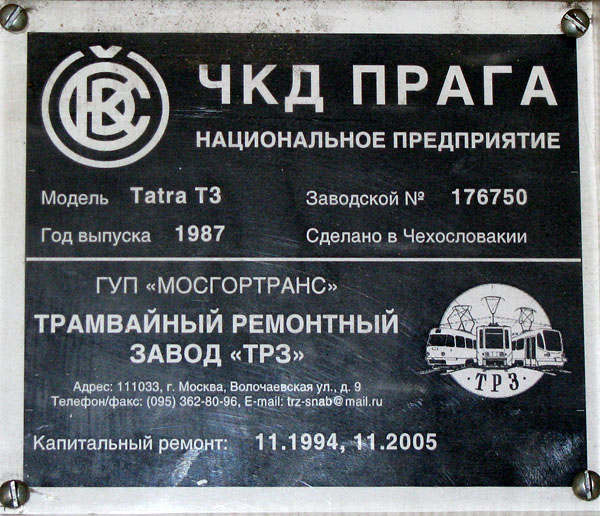 ČKD
ЧКД ПРАГА
НАЦИОНАЛЬНОЕ ПРЕДПРИЯТИЕ
Модель Tatra T3 Заводской № 176750
Год выпуска 1987 Сделано в Чехословакии
ГУП «МОСГОРТРАНС»
ТРАМВАЙНЫЙ РЕМОНТНЫЙ
ЗАВОД «ТРЗ»
ТРЗ
Адрес: 111033, г. Москва, Волочаевская ул., д. 9
Телефон/факс: (095) 362-80-96, E-mail: trz-snab@mail.ru
Капитальный ремонт: 11.1994, 11.2005